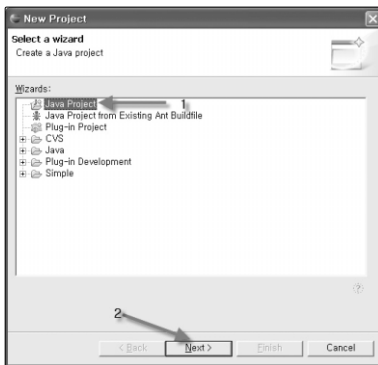 New Project
Select a wizard
Create a Java project
Wizards:
Java Project
1
Java Project from Existing Ant Buildfile
Plug-in Project
CVS
Java
Plug-in Development
Simple
2
< Back Next > Finish Cancel